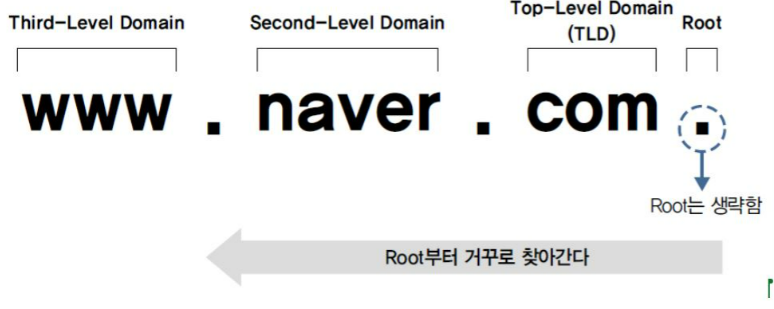 Third-Level Domain
Second-Level Domain
Top-Level Domain
(TLD)
Root
www . naver . com .
Root는 생략함
Root부터 거꾸로 찾아간다